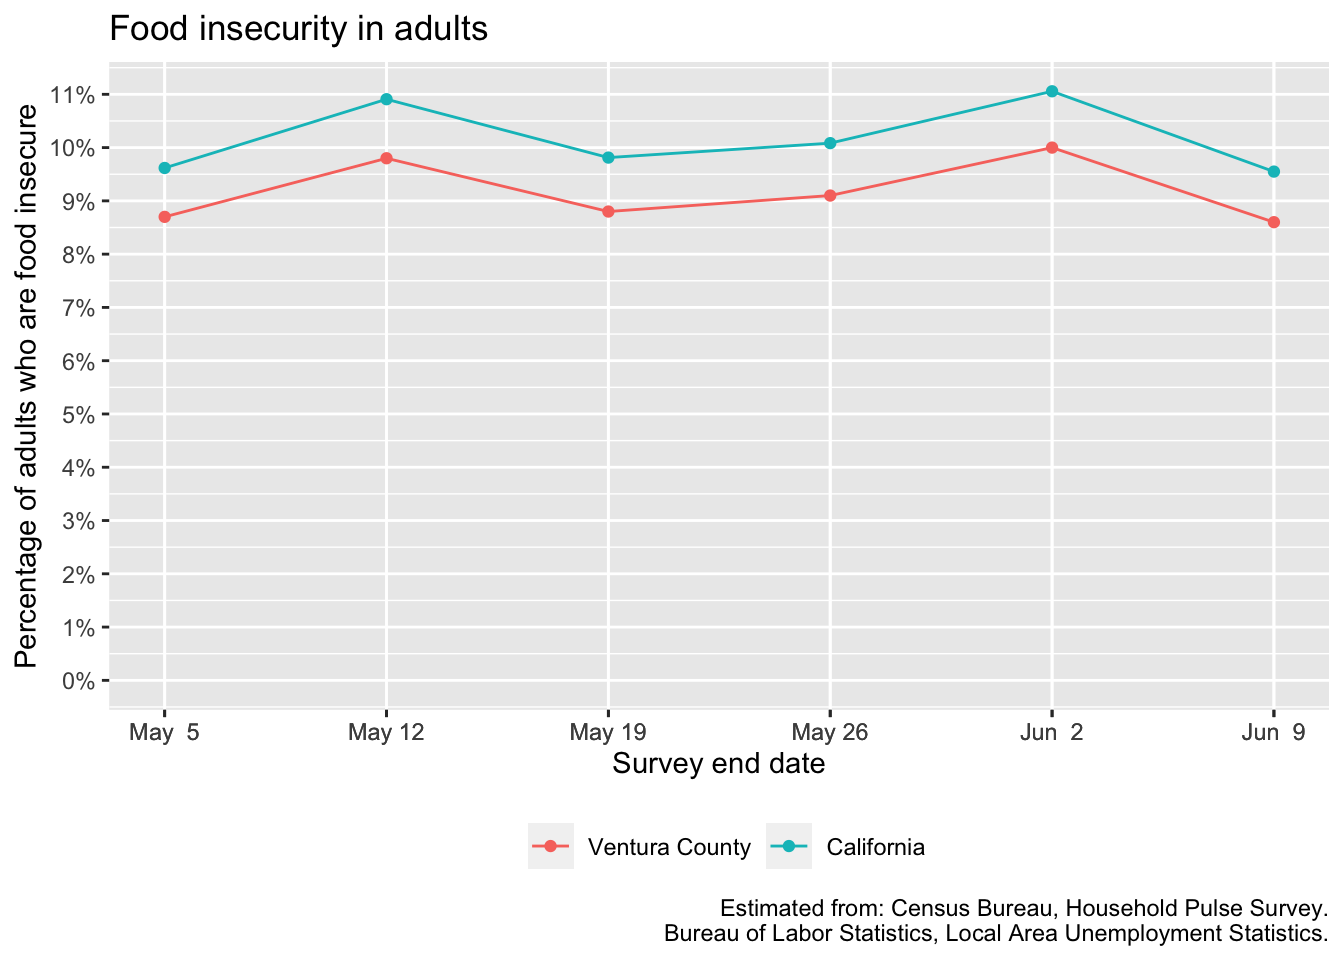 Food insecurity in adults
Percentage of adults who are food insecure
11%
10%
9%
8%
7%
6%
5%
4%
3%
2%
1%
0%
May  5
May 12
May 19
May 26
Jun  2
Jun  9
Survey end date
Ventura County
California
Estimated from: Census Bureau, Household Pulse Survey.
Bureau of Labor Statistics, Local Area Unemployment Statistics.